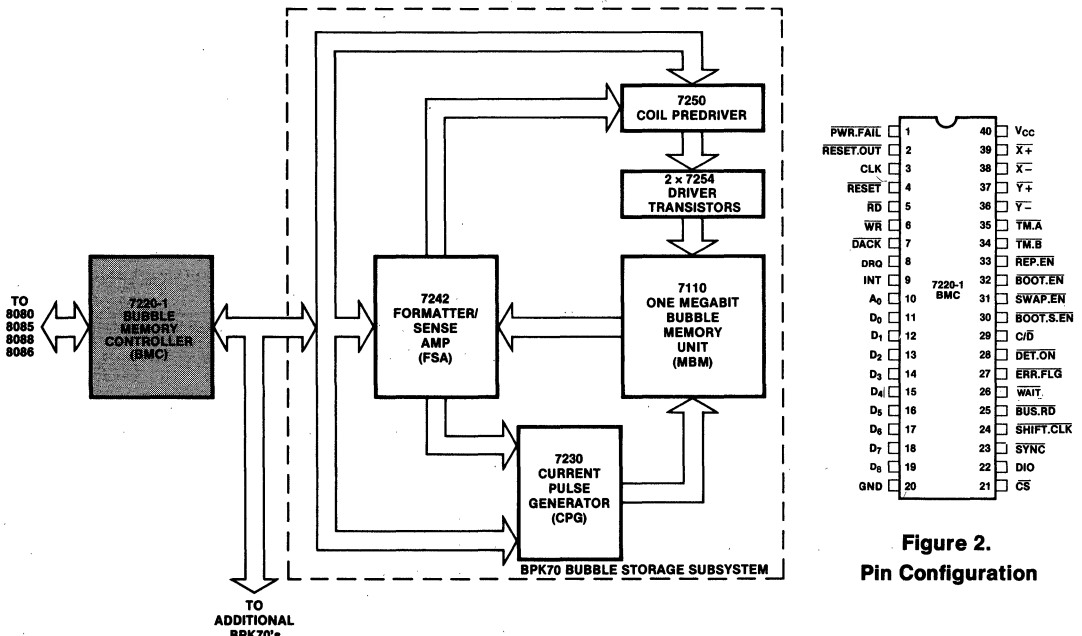 7250
COIL PREDRIVER
2 × 7254
DRIVER
TRANSISTORS
TO
8080
8085
8088
8086
7220-1
BUBBLE
MEMORY
CONTROLLER
(BMC)
7242
FORMATTER/
SENSE
AMP
(FSA)
7110
ONE MEGABIT
BUBBLE
MEMORY
UNIT
(MBM)
7230
CURRENT
PULSE
GENERATOR
(CPG)
BPK70 BUBBLE STORAGE SUBSYSTEM
TO
ADDITIONAL
BPK70's
PWR.FAIL 1 40 VCC
RESET.OUT 2 39 X+
CLK 3 38 X−
RESET 4 37 Y+
RD 5 36 Y−
WR 6 35 TM.A
DACK 7 34 TM.B
DRQ 8 33 REP.EN
INT 9 32 BOOT.EN
A0 10 31 SWAP.EN
D0 11 30 BOOT.S.EN
D1 12 29 C/D
D2 13 28 DET.ON
D3 14 27 ERR.FLG
D4 15 26 WAIT
D5 16 25 BUS.RD
D6 17 24 SHIFT.CLK
D7 18 23 SYNC
D8 19 22 DIO
GND 20 21 CS
7220-1
BMC
Figure 2.
Pin Configuration